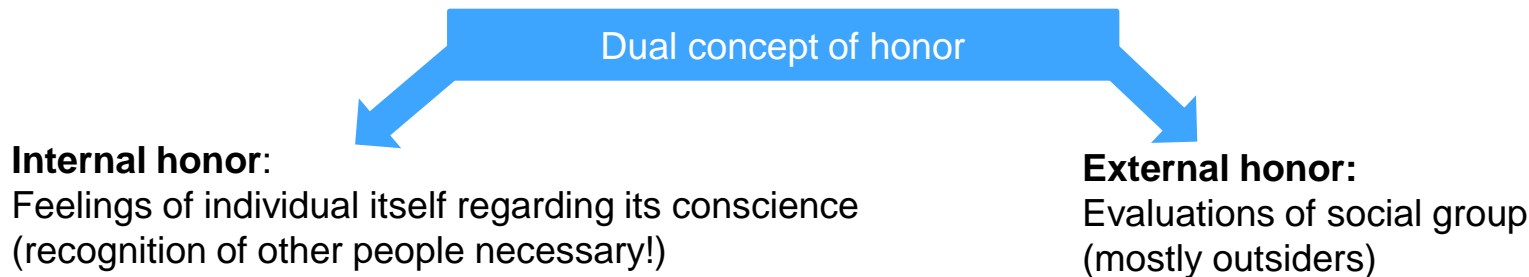 Dual concept of honor
Internal honor:
Feelings of individual itself regarding its conscience
(recognition of other people necessary!)
External honor:
Evaluations of social group
(mostly outsiders)